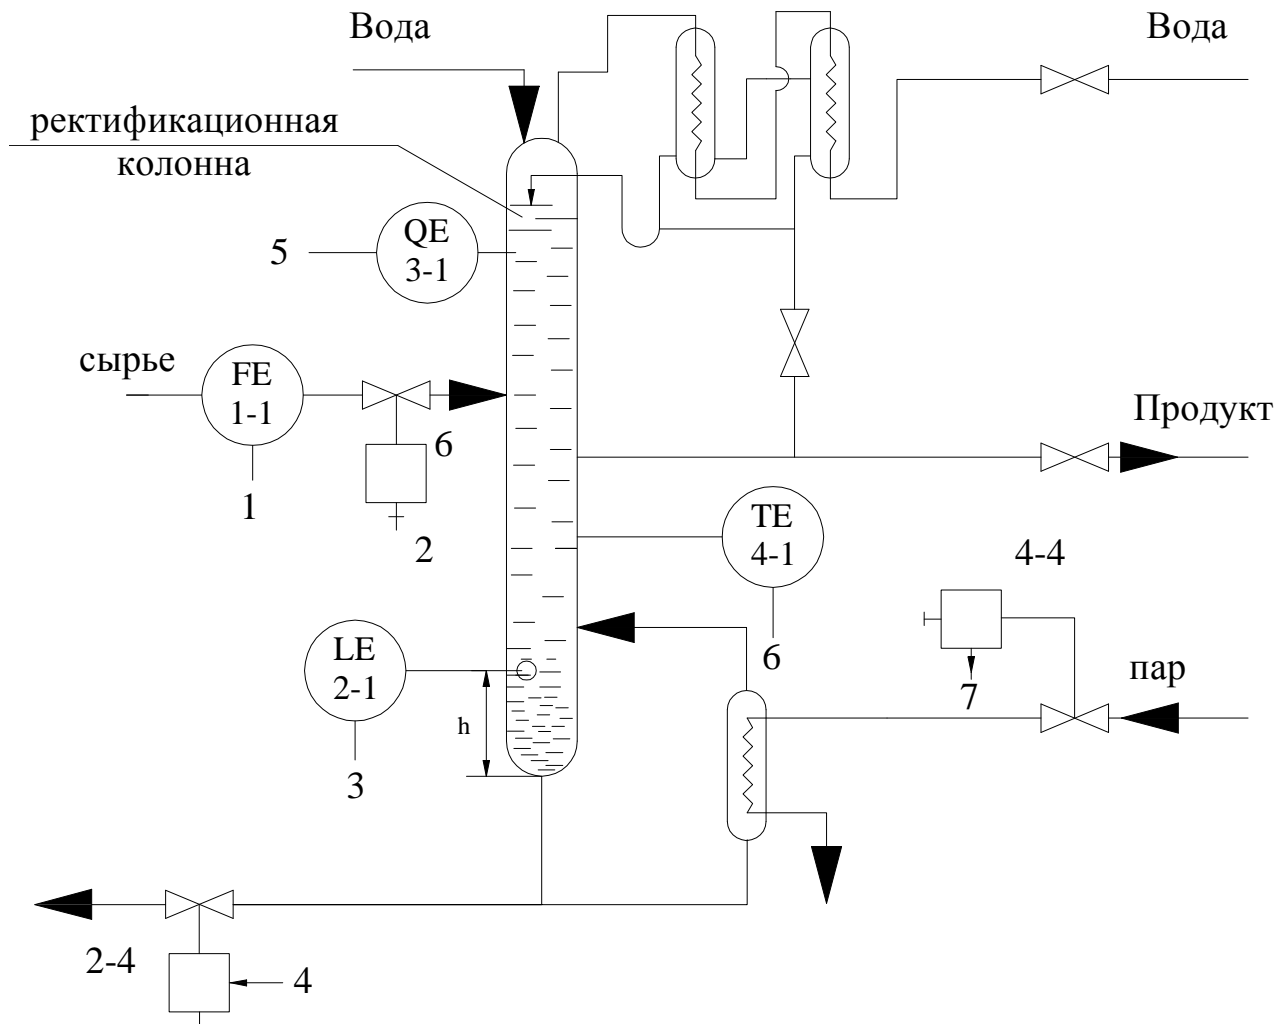 Вода
Вода
ректификационная
колонна
QE
3-1
5
сырье
FE
1-1
6
1
2
Продукт
TE
4-1
4-4
6
7
пар
LE
2-1
h
3
2-4
4